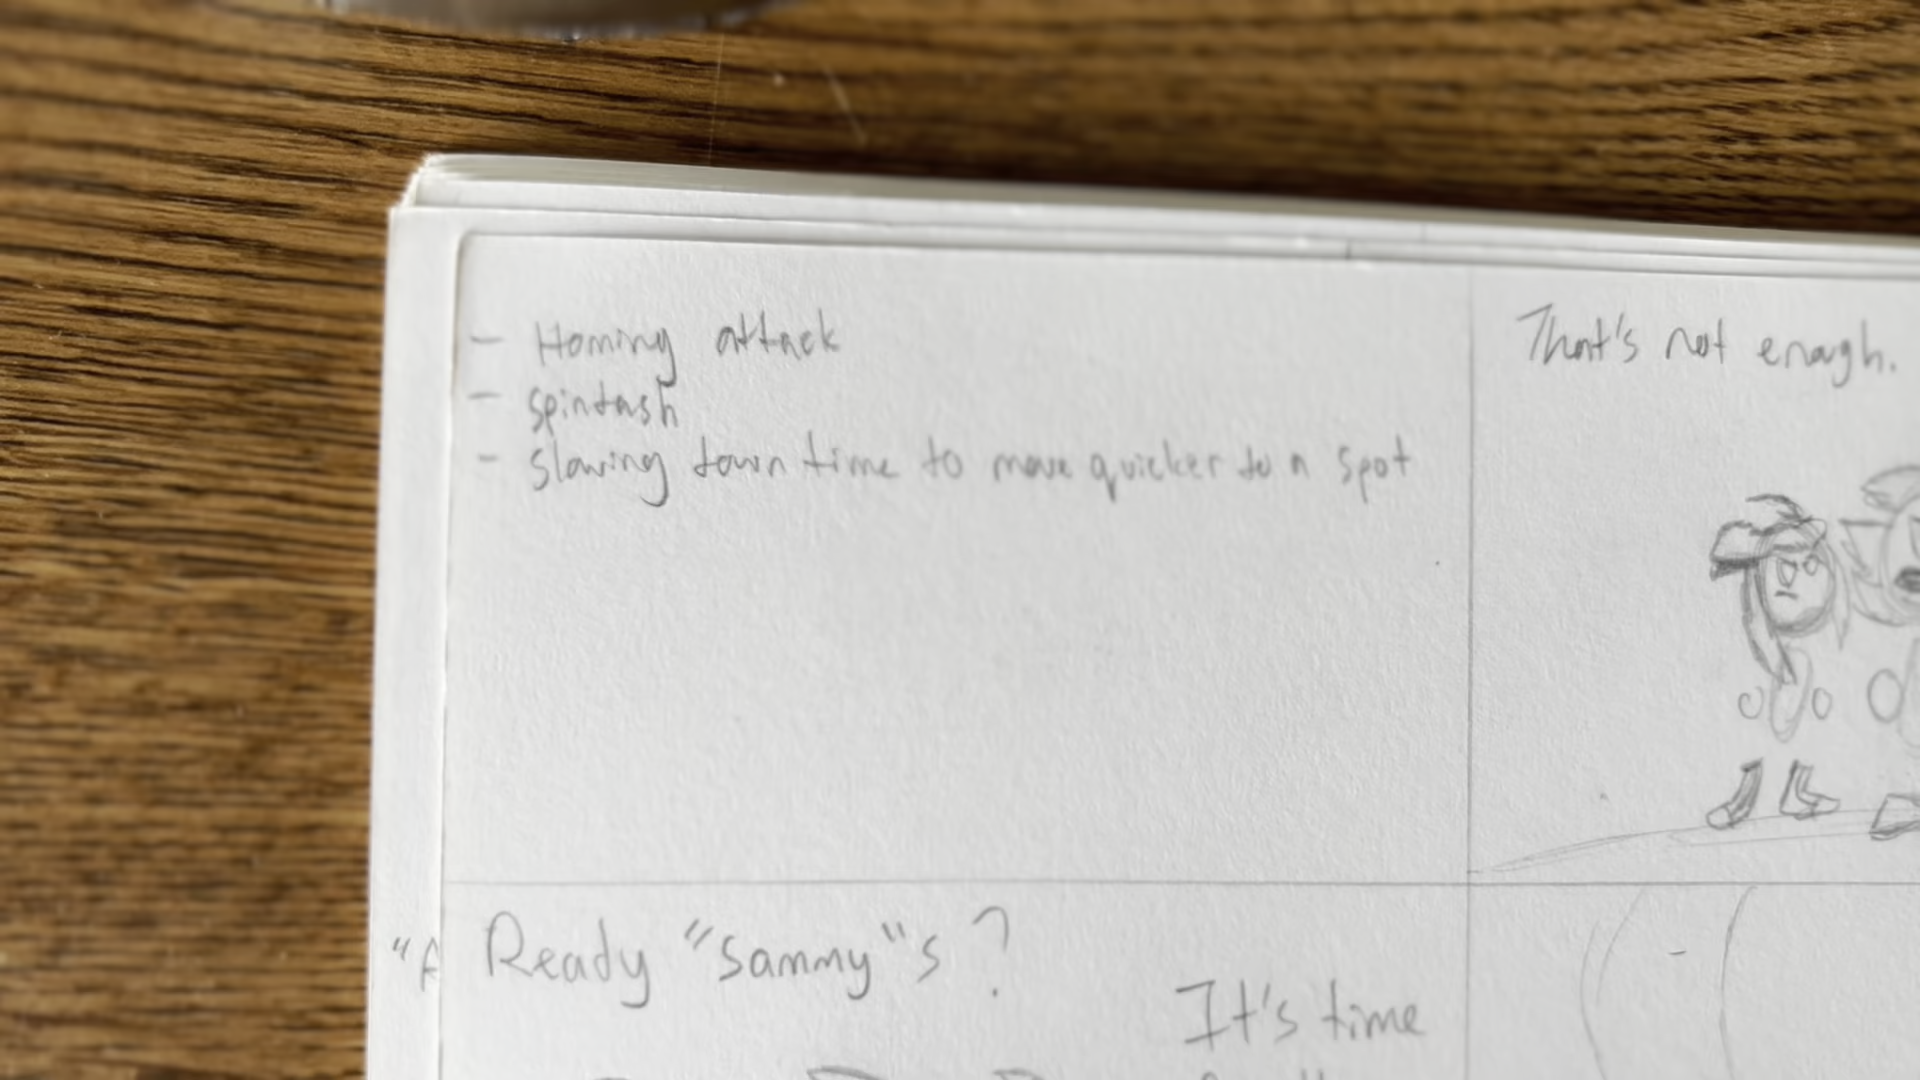 - Homing attack
- spindash
- slowing down time to move quicker to a spot
That's not enough.
Ready "Sammy"s?
It's time